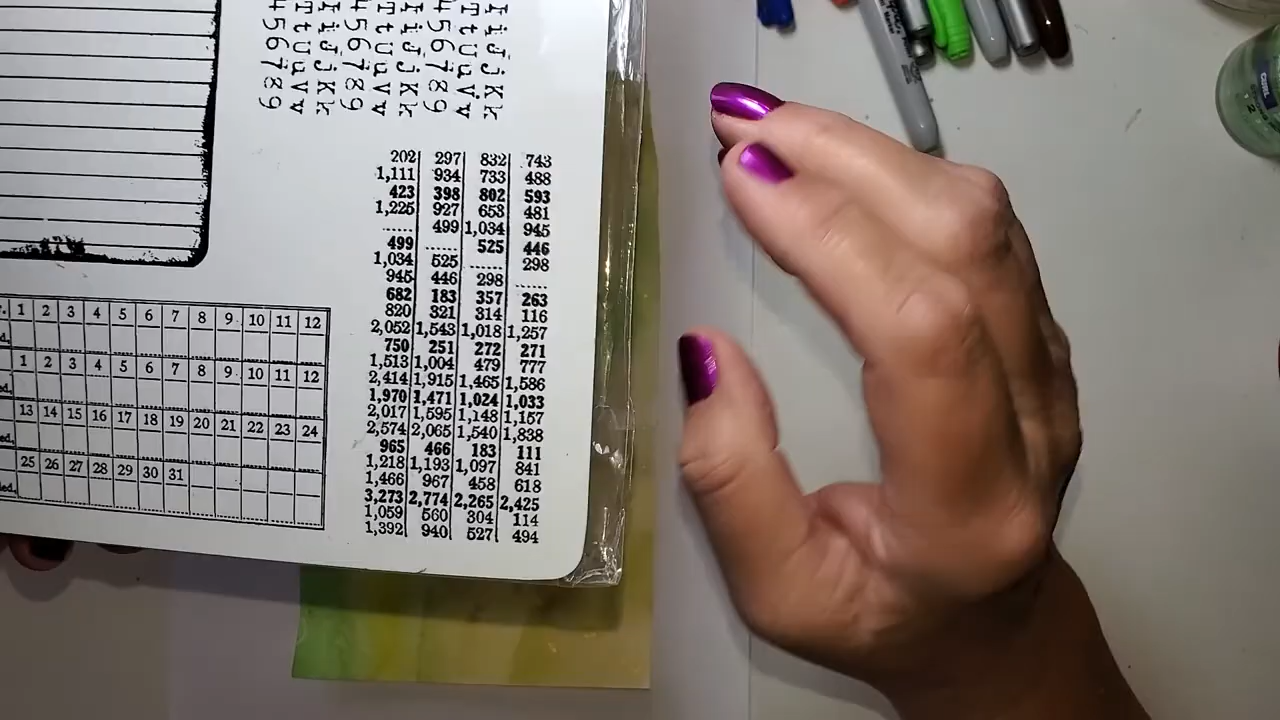 I i J j K k
T t U u V v
4 5 6 7 8 9
I i J j K k
T t U u V v
4 5 6 7 8 9
I i J j K k
T t U u V v
4 5 6 7 8 9
202 297 832 743
1,111 934 733 488
423 398 802 593
1,225 927 653 481
...... 499 1,034 945
499 ...... 525 446
1,034 525 ...... 298
945 446 298 ......
682 183 357 263
820 321 314 116
2,052 1,543 1,018 1,257
750 251 272 271
1,513 1,004 479 777
2,414 1,915 1,465 1,586
1,970 1,471 1,024 1,033
2,017 1,595 1,148 1,157
2,574 2,065 1,540 1,838
965 466 183 111
1,218 1,193 1,097 841
1,466 967 458 618
3,273 2,774 2,265 2,425
1,059 560 304 114
1,392 940 527 494
1 2 3 4 5 6 7 8 9 10 11 12
1 2 3 4 5 6 7 8 9 10 11 12
13 14 15 16 17 18 19 20 21 22 23 24
25 26 27 28 29 30 31